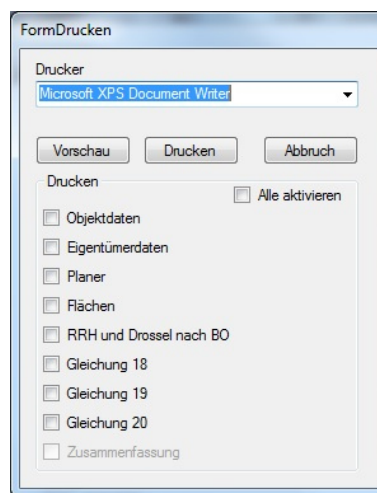 FormDrucken
Drucker
Microsoft XPS Document Writer
Vorschau Drucken Abbruch
Drucken
Alle aktivieren
Objektdaten
Eigentümerdaten
Planer
Flächen
RRH und Drossel nach BO
Gleichung 18
Gleichung 19
Gleichung 20
Zusammenfassung